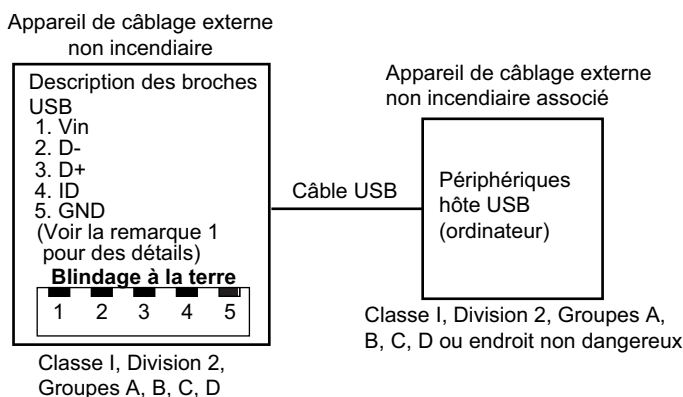 Appareil de câblage externe
non incendiaire
Description des broches
USB
1. Vin
2. D-
3. D+
4. ID
5. GND
(Voir la remarque 1
pour des détails)
Blindage à la terre
1 2 3 4 5
Classe I, Division 2,
Groupes A, B, C, D
Câble USB
Appareil de câblage externe
non incendiaire associé
Périphériques
hôte USB
(ordinateur)
Classe I, Division 2, Groupes A,
B, C, D ou endroit non dangereux